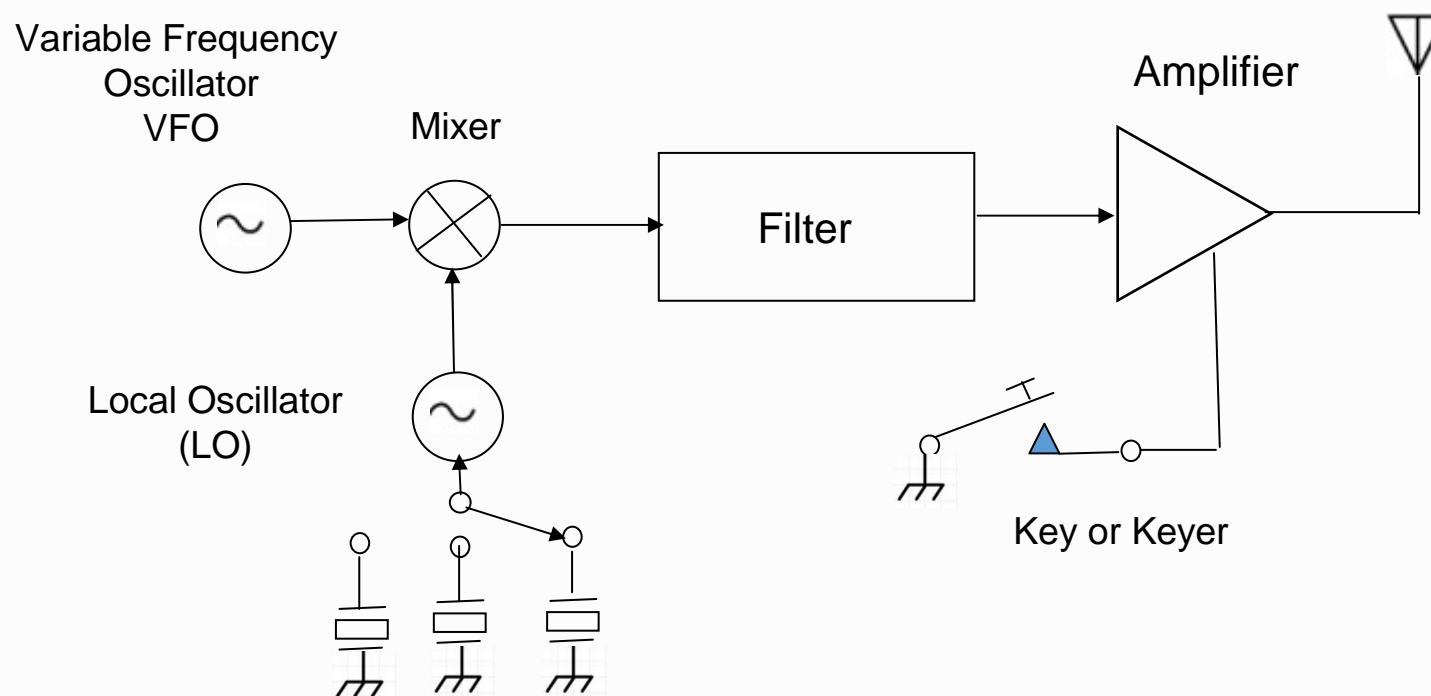 Variable Frequency
Oscillator
VFO
Mixer
Amplifier
Filter
Local Oscillator
(LO)
Key or Keyer